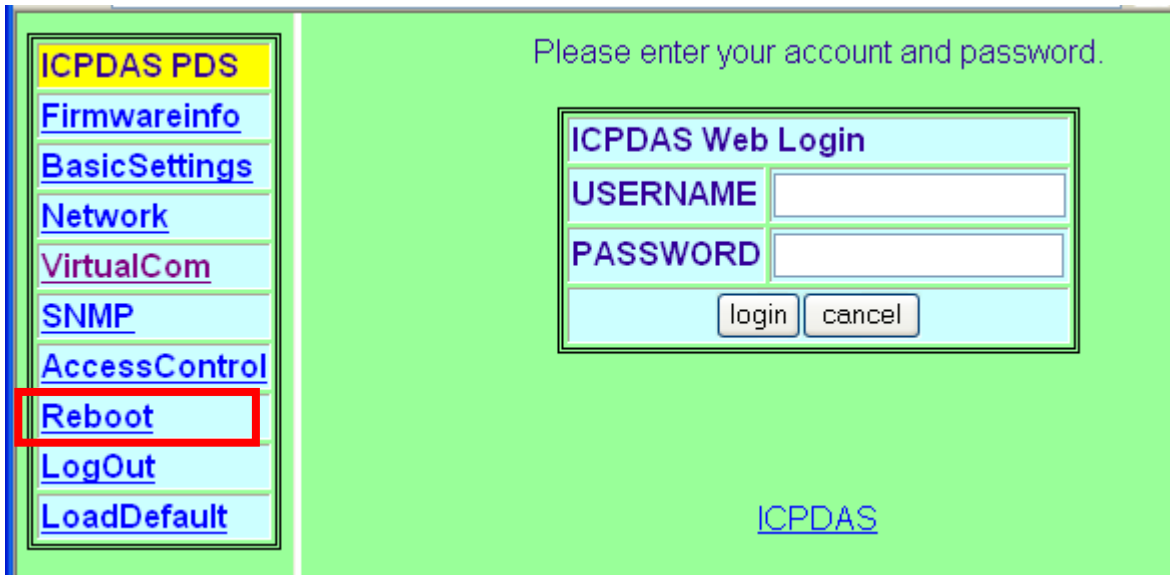 ICPDAS PDS
Firmwareinfo
BasicSettings
Network
VirtualCom
SNMP
AccessControl
Reboot
LogOut
LoadDefault
Please enter your account and password.
ICPDAS Web Login
USERNAME
PASSWORD
login cancel
ICPDAS